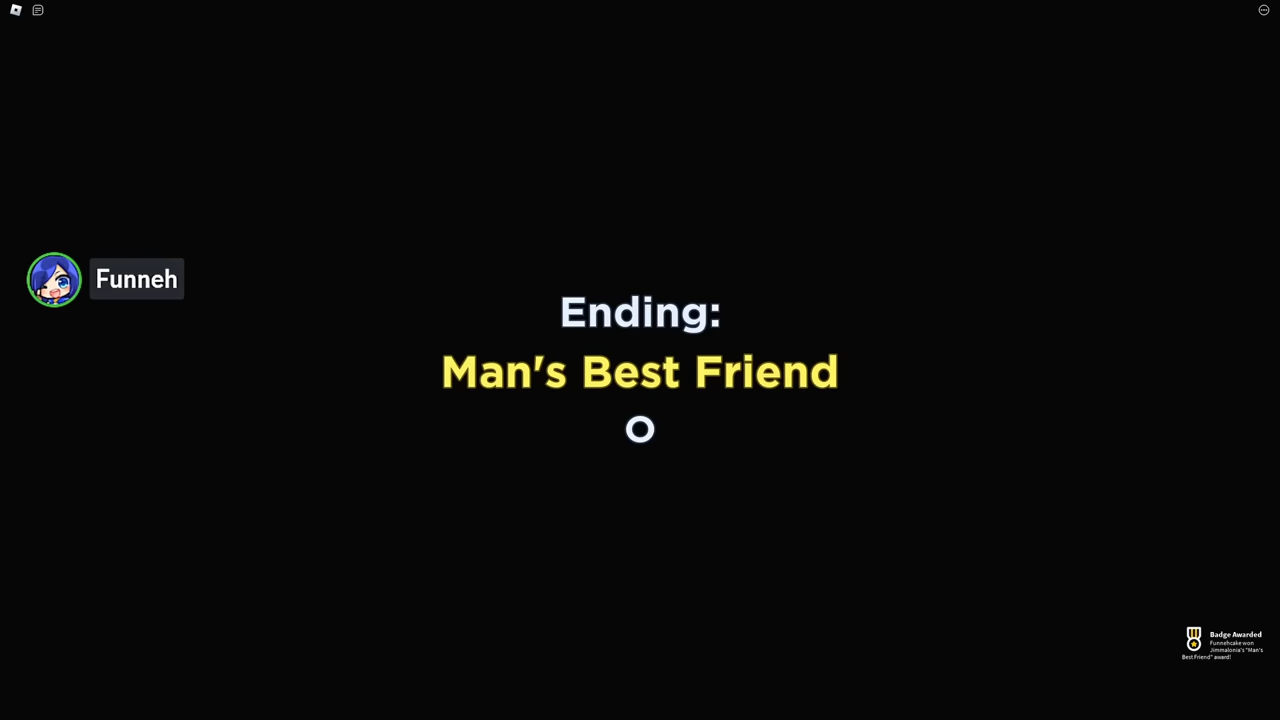 Funneh
Ending:
Man's Best Friend
O
Badge Awarded
Funnehcake won
Jimmalonia's "Man's
Best Friend" award!